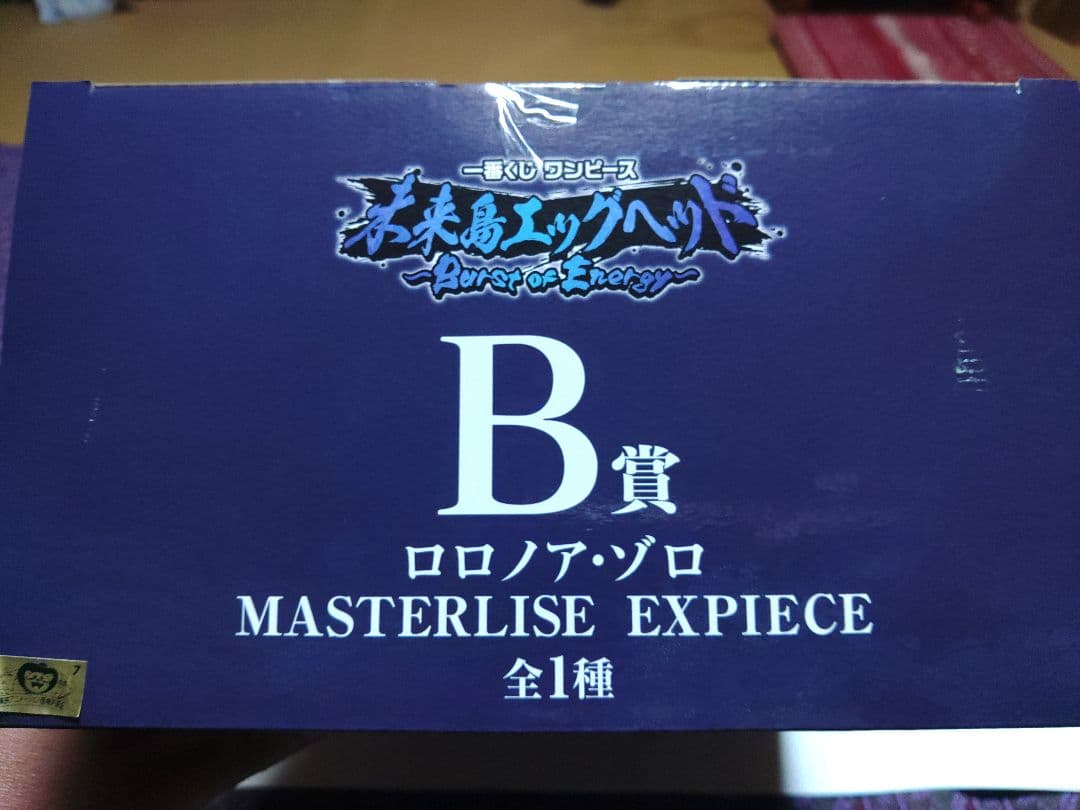 一番くじ ワンピース
未来島エッグヘッド
~Burst of Energy~
B賞
ロロノア・ゾロ
MASTERLISE EXPIECE
全1種